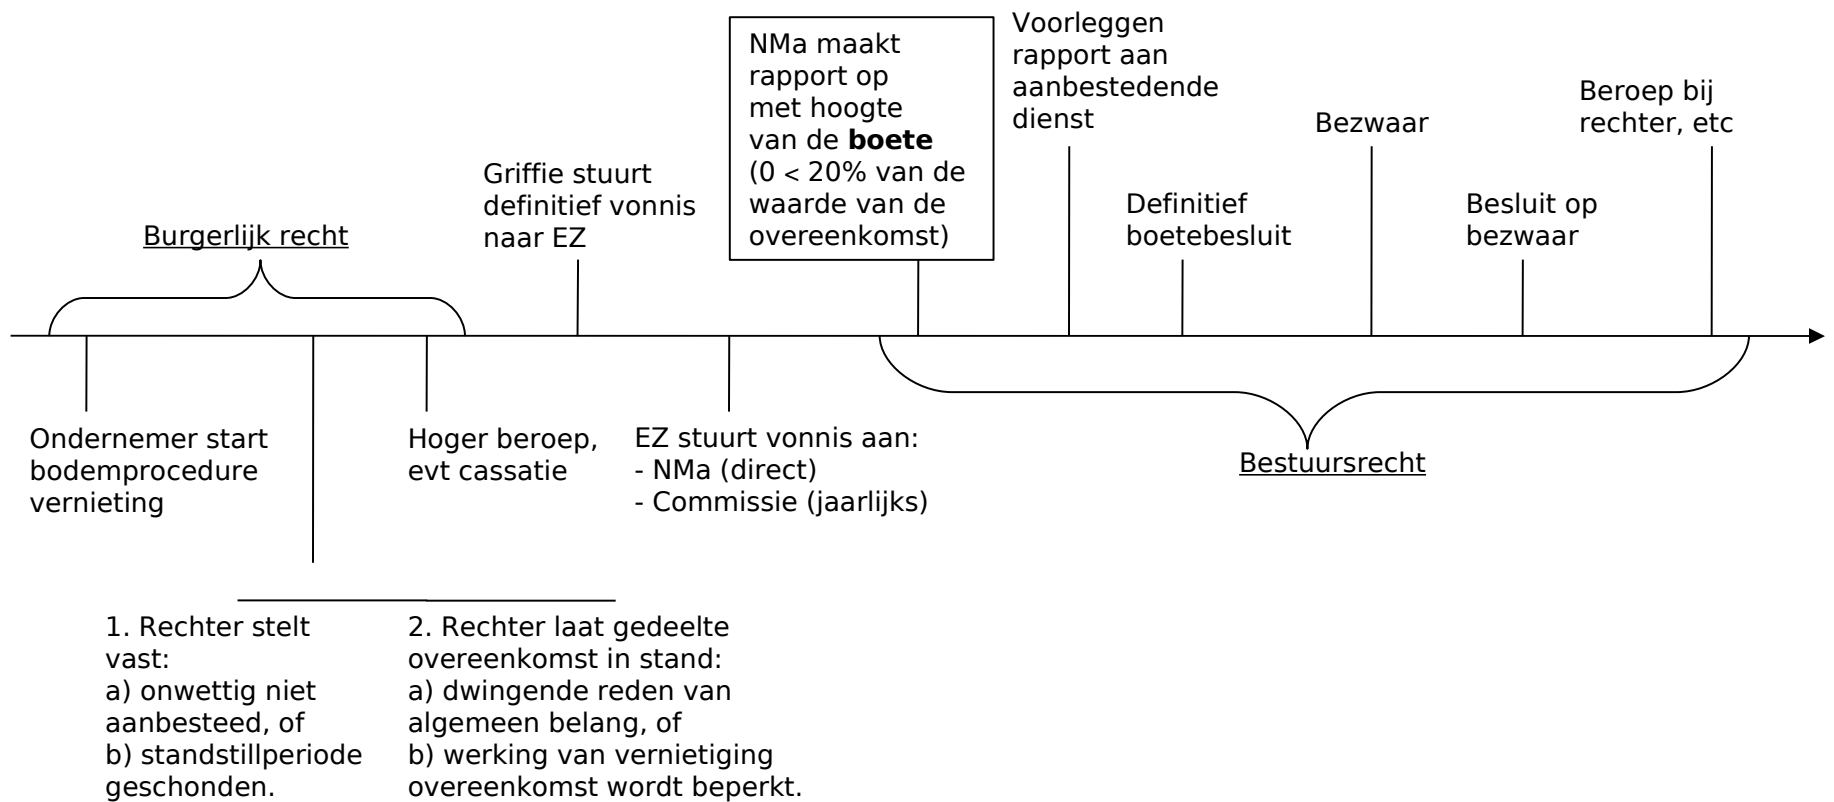 NMa maakt
rapport op
met hoogte
van de boete
(0 < 20% van de
waarde van de
overeenkomst)
Voorleggen
rapport aan
aanbestedende
dienst
Bezwaar
Beroep bij
rechter, etc
Griffie stuurt
definitief vonnis
naar EZ
Definitief
boetebesluit
Besluit op
bezwaar
Burgerlijk recht
Ondernemer start
bodemprocedure
vernieting
Hoger beroep,
evt cassatie
EZ stuurt vonnis aan:
- NMa (direct)
- Commissie (jaarlijks)
Bestuursrecht
1. Rechter stelt
vast:
a) onwettig niet
aanbesteed, of
b) standstillperiode
geschonden.
2. Rechter laat gedeelte
overeenkomst in stand:
a) dwingende reden van
algemeen belang, of
b) werking van vernietiging
overeenkomst wordt beperkt.